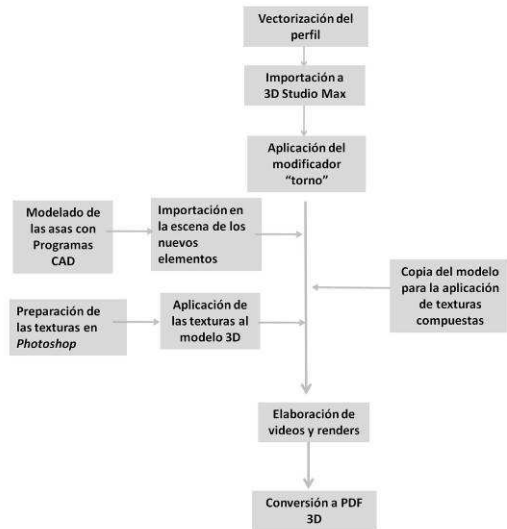 Vectorización del
perfil
Importación a
3D Studio Max
Aplicación del
modificador
“torno”
Modelado de
las asas con
Programas
CAD
Importación en
la escena de los
nuevos
elementos
Copia del modelo
para la aplicación
de texturas
compuestas
Preparación de
las texturas en
Photoshop
Aplicación de
las texturas al
modelo 3D
Elaboración de
videos y renders
Conversión a PDF
3D